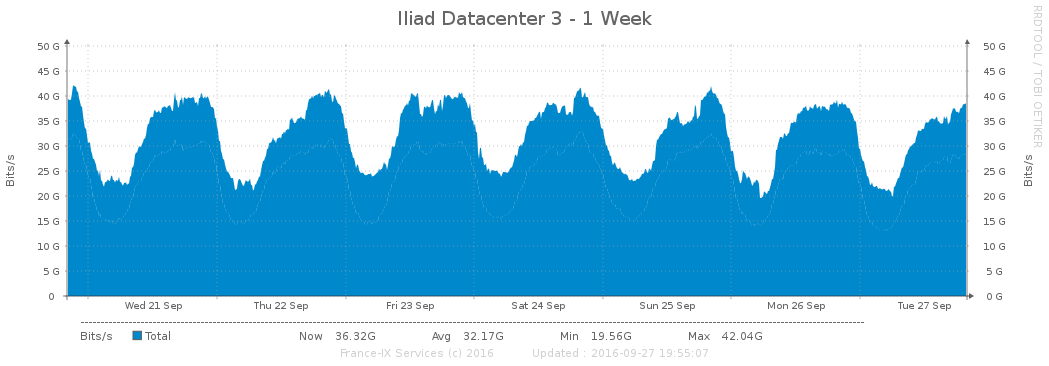 Iliad Datacenter 3 - 1 Week
RRDTOOL / TOBI OETIKER
Bits/s
50 G 50 G
45 G 45 G
40 G 40 G
35 G 35 G
30 G 30 G
25 G 25 G
20 G 20 G
15 G 15 G
10 G 10 G
5 G 5 G
0 0 G
Bits/s
Wed 21 Sep Thu 22 Sep Fri 23 Sep Sat 24 Sep Sun 25 Sep Mon 26 Sep Tue 27 Sep
Bits/s Total Now 36.32G Avg 32.17G Min 19.56G Max 42.04G
France-IX Services (c) 2016 Updated : 2016-09-27 19:55:07